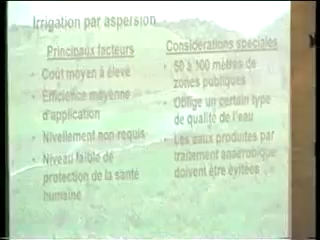 Irrigation par aspersion
Principaux facteurs
• Coût moyen à élevé
• Efficience moyenne
d'application
• Nivellement non requis
• Niveau faible de
protection de la santé
humaine
Considérations spéciales
• 50 à 100 mètres de
zones publiques
• Oblige un certain type
de qualité de l'eau
• Les eaux produites par
traitement anaérobique
doivent être évitées